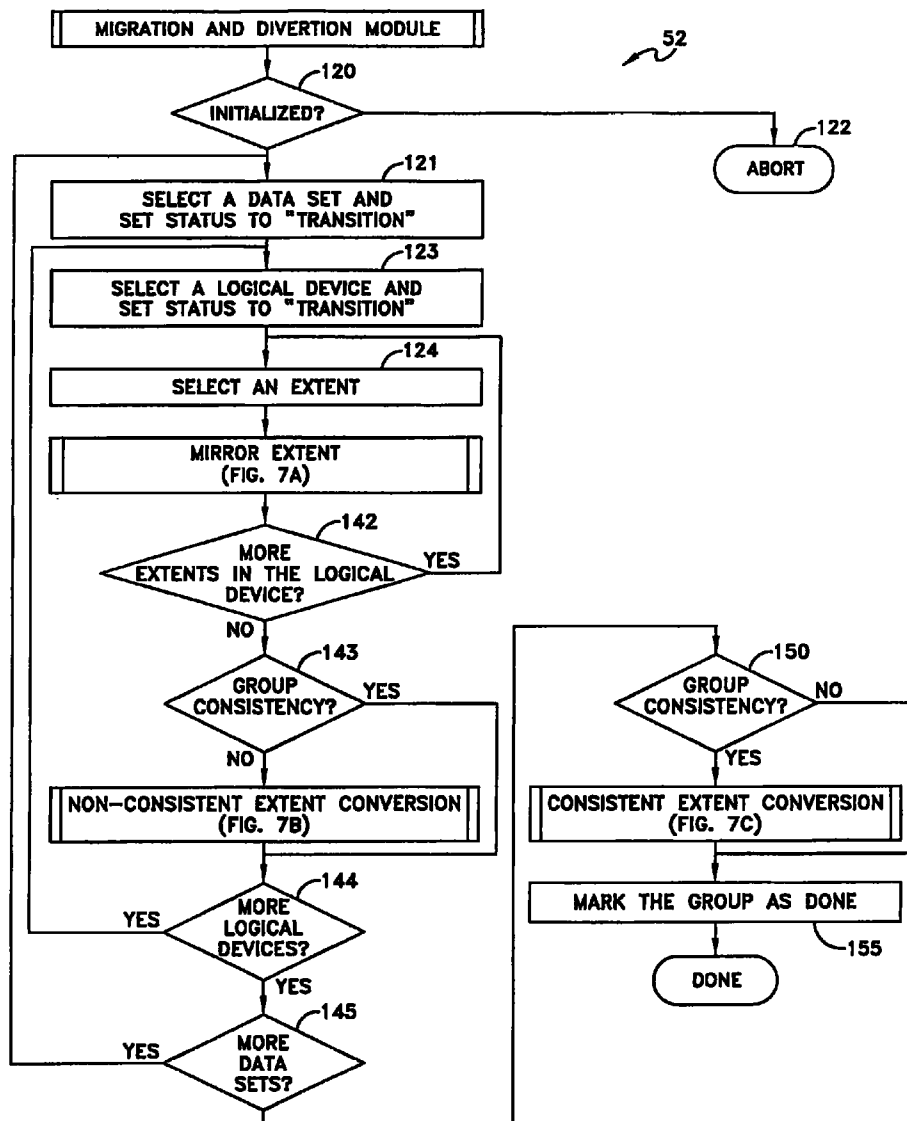 MIGRATION AND DIVERTION MODULE
52
120
INITIALIZED?
122
ABORT
121
SELECT A DATA SET AND
SET STATUS TO "TRANSITION"
123
SELECT A LOGICAL DEVICE AND
SET STATUS TO "TRANSITION"
124
SELECT AN EXTENT
MIRROR EXTENT
(FIG. 7A)
142
MORE
EXTENTS IN THE LOGICAL
DEVICE?
YES
NO
143
GROUP
CONSISTENCY?
YES
NO
NON-CONSISTENT EXTENT CONVERSION
(FIG. 7B)
144
MORE
LOGICAL
DEVICES?
YES
YES
145
MORE
DATA
SETS?
YES
150
GROUP
CONSISTENCY?
NO
YES
CONSISTENT EXTENT CONVERSION
(FIG. 7C)
MARK THE GROUP AS DONE
155
DONE